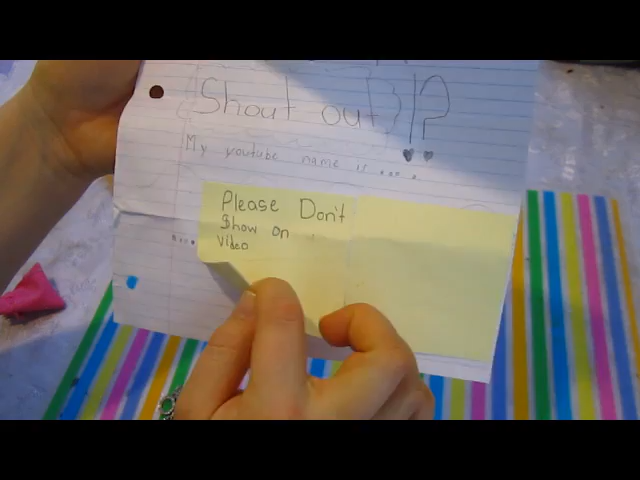 Shout out!?
My youtube name is ....
Please Don't
Show on
video
....